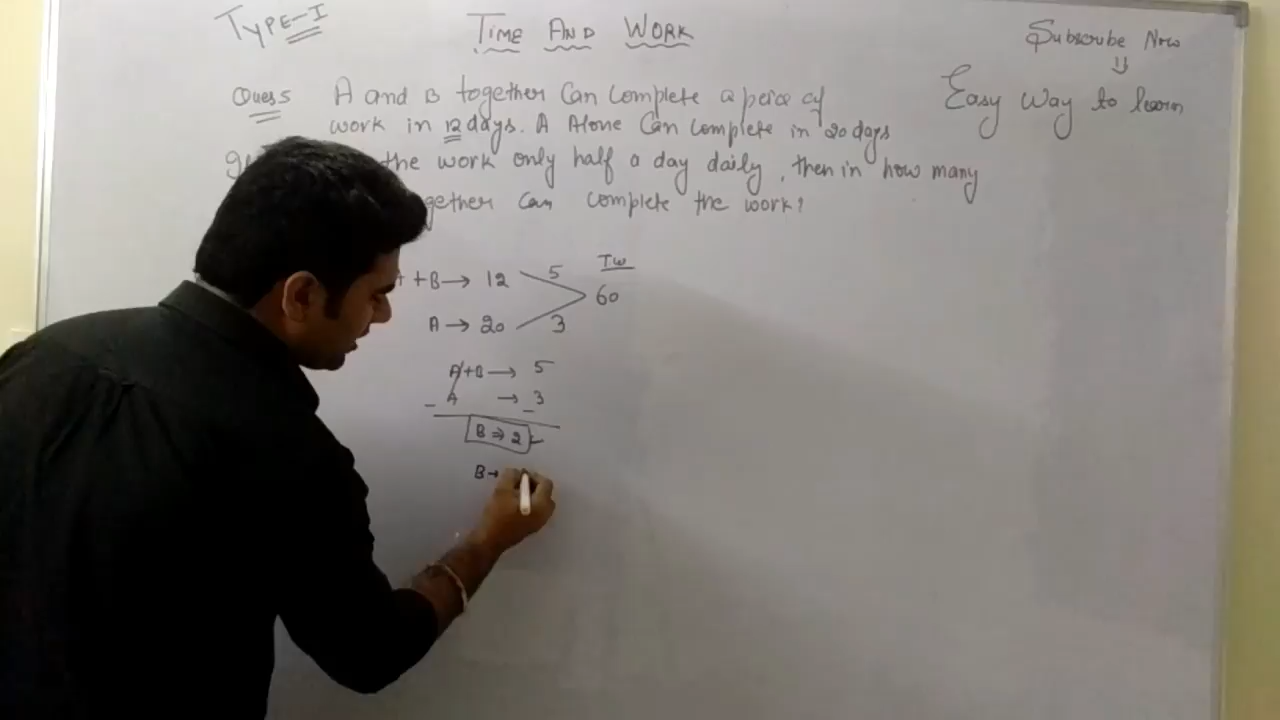 TYPE-I
TIME AND WORK
Subscribe Now
Easy Way to learn
Ques 5 A and B together Can Complete a peice of
work in 12 days. A Alone Can Complete in 20 days
the work only half a day daily, then in how many
gether can complete the work?
+B→ 12 5 TW
60
A → 20 3
A+B → 5
- A → - 3
B ⇒ 2
B→